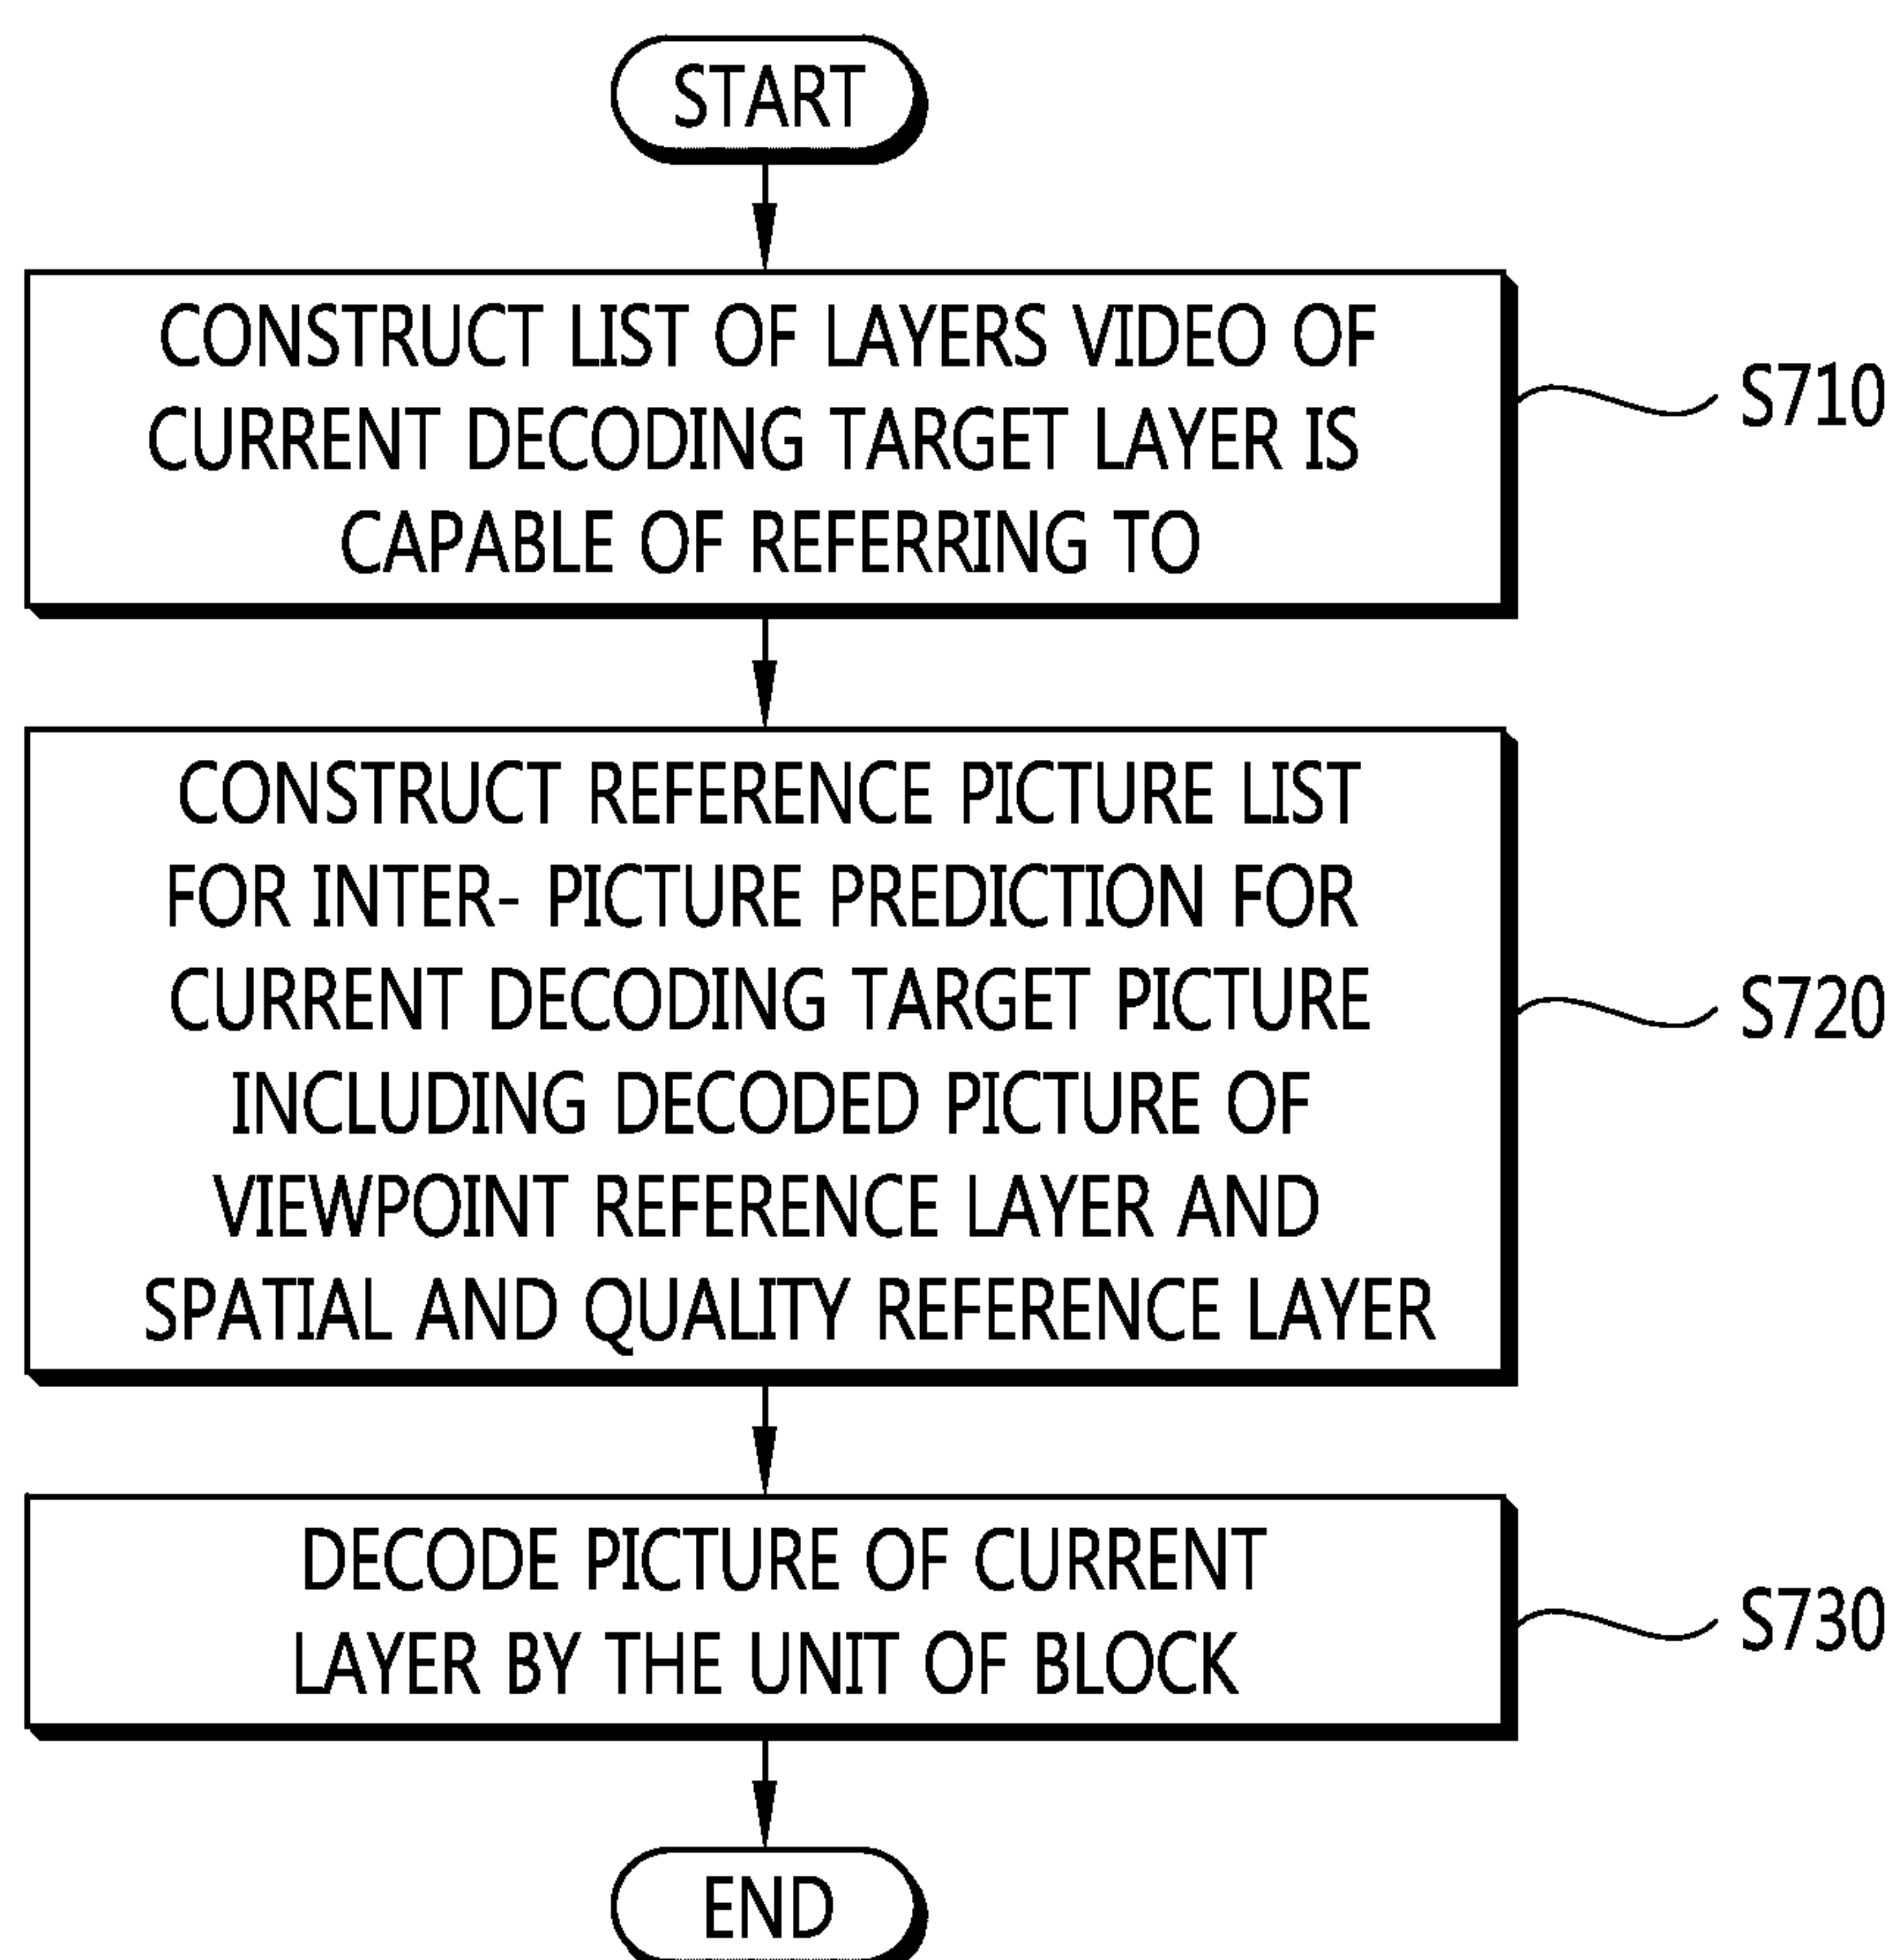 START
CONSTRUCT LIST OF LAYERS VIDEO OF
CURRENT DECODING TARGET LAYER IS
CAPABLE OF REFERRING TO
S710
CONSTRUCT REFERENCE PICTURE LIST
FOR INTER- PICTURE PREDICTION FOR
CURRENT DECODING TARGET PICTURE
INCLUDING DECODED PICTURE OF
VIEWPOINT REFERENCE LAYER AND
SPATIAL AND QUALITY REFERENCE LAYER
S720
DECODE PICTURE OF CURRENT
LAYER BY THE UNIT OF BLOCK
S730
END